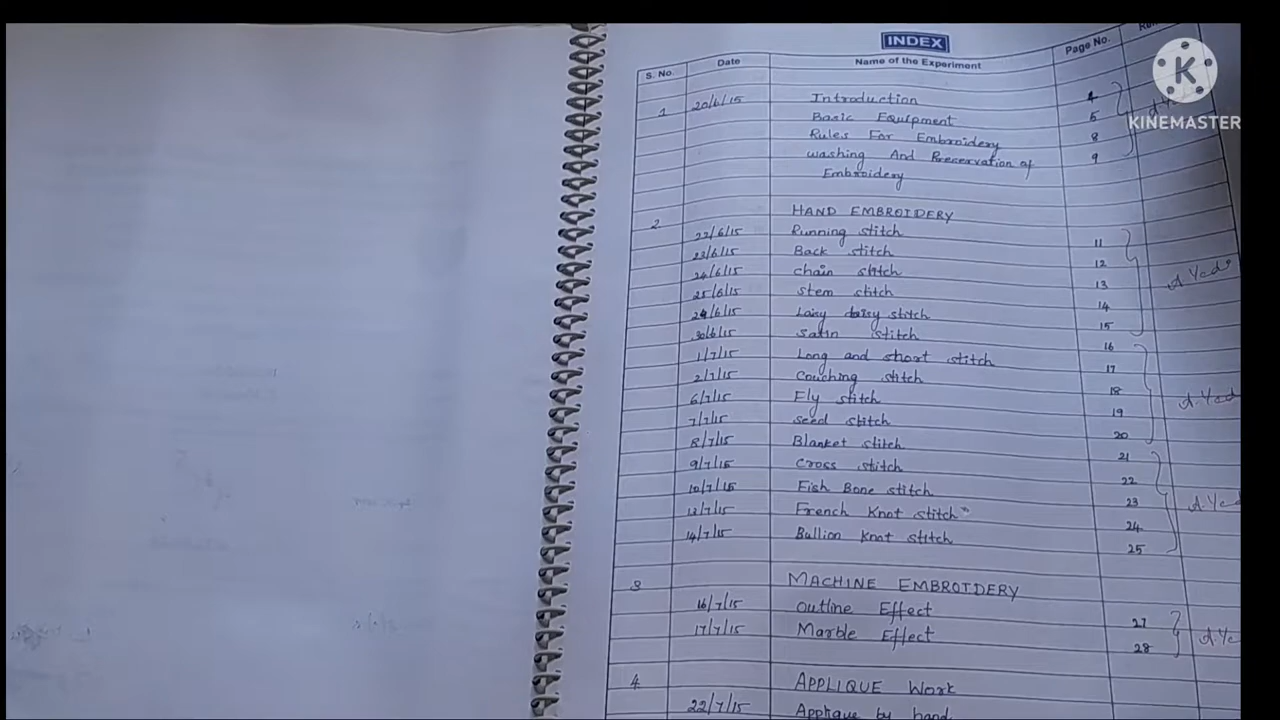 INDEX
S. No. Date Name of the Experiment Page No.
KINEMASTER
1 20/6/15 Introduction 4
Basic Equipment 5
Rules For Embroidery 8
washing And Preservation of 9
Embroidery
2 HAND EMBROIDERY
22/6/15 Running stitch 11
23/6/15 Back stitch 12
24/6/15 chain stitch 13
25/6/15 stem stitch 14
Laisy daisy stitch 15
30/6/15 satin stitch 16
1/7/15 Long and short stitch 17
2/7/15 Couching stitch 18
6/7/15 Fly stitch 19
7/7/15 seed stitch 20
8/7/15 Blanket stitch 21
9/7/15 Cross stitch 22
10/7/15 Fish Bone stitch 23
French Knot stitch 24
14/7/15 Bullion Knot stitch 25
3 MACHINE EMBROIDERY
16/7/15 Outline Effect 27
17/7/15 Marble Effect 28
4 APPLIQUE Work
22/7/15 Applique by hand